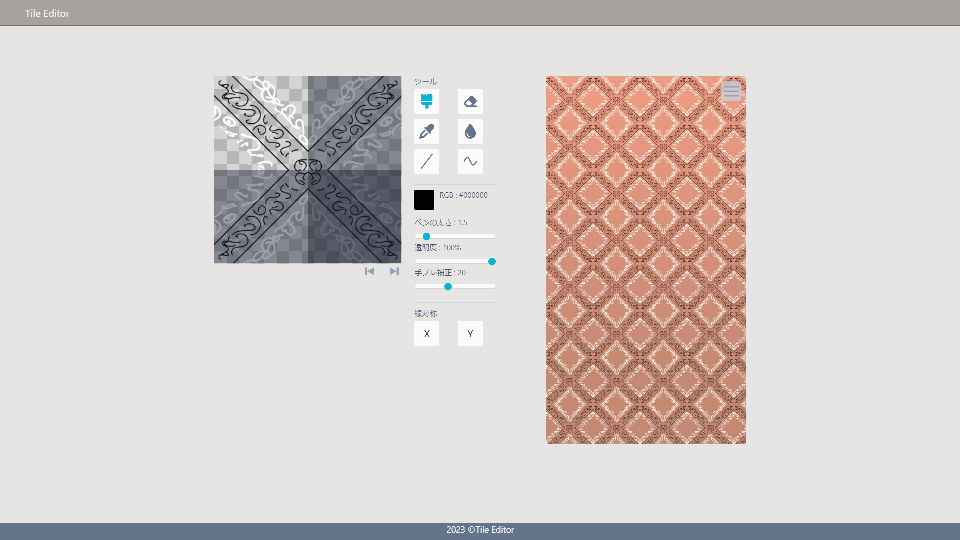 Tile Editor
ツール
RGB : #000000
ペンの太さ : 1.5
透明度 : 100%
手ブレ補正 : 20
線対称
X
Y
2023 ©Tile Editor